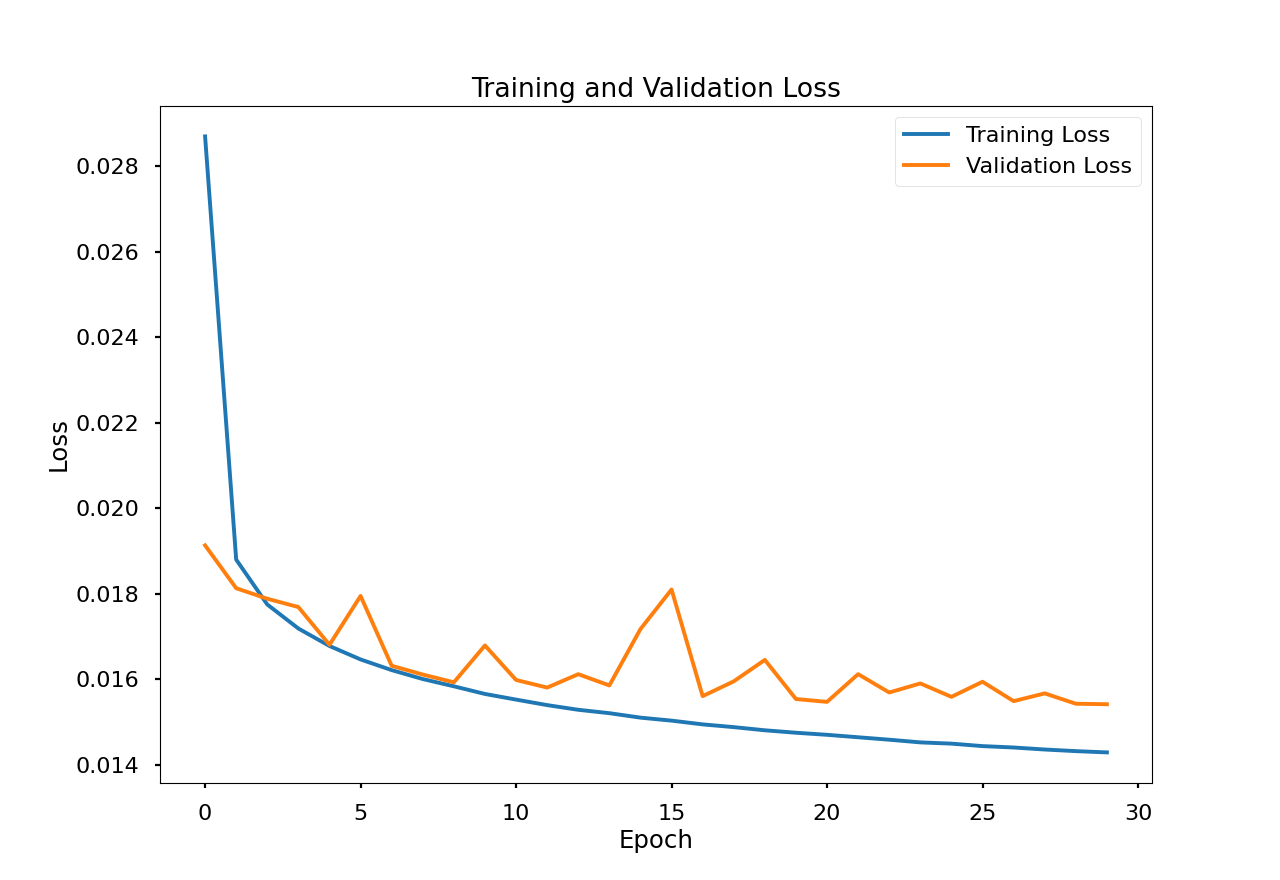 Training and Validation Loss
Training Loss
Validation Loss
0.028
0.026
0.024
0.022
0.020
0.018
0.016
0.014
Loss
0 5 10 15 20 25 30
Epoch